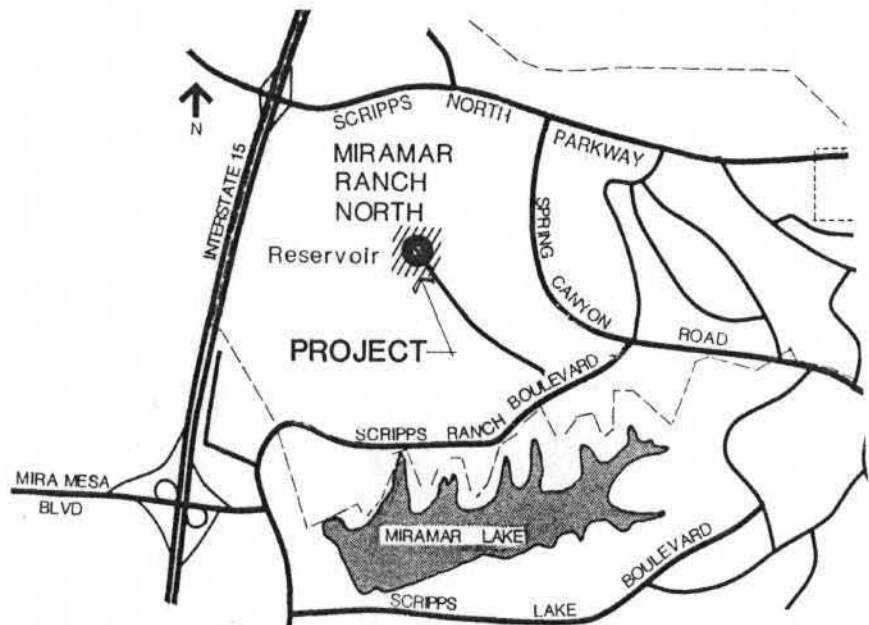 SCRIPPS NORTH PARKWAY
N
MIRAMAR
RANCH
NORTH
INTERSTATE 15
SPRING CANYON ROAD
Reservoir
PROJECT
SCRIPPS RANCH BOULEVARD
MIRA MESA
BLVD
MIRAMAR LAKE
SCRIPPS LAKE BOULEVARD